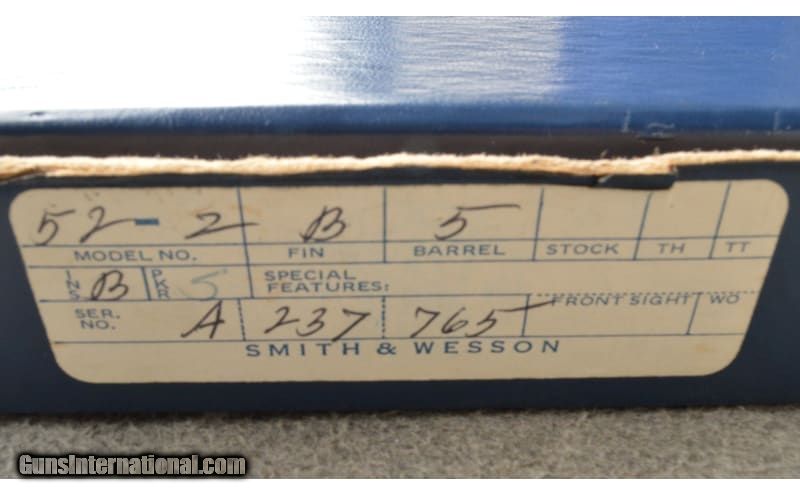 52-2 B 5
MODEL NO. FIN BARREL STOCK TH TT
INS B PKR 5 SPECIAL FEATURES:
FRONT SIGHT WO
SER. NO. A 237 765
SMITH & WESSON
GunsInternational.com